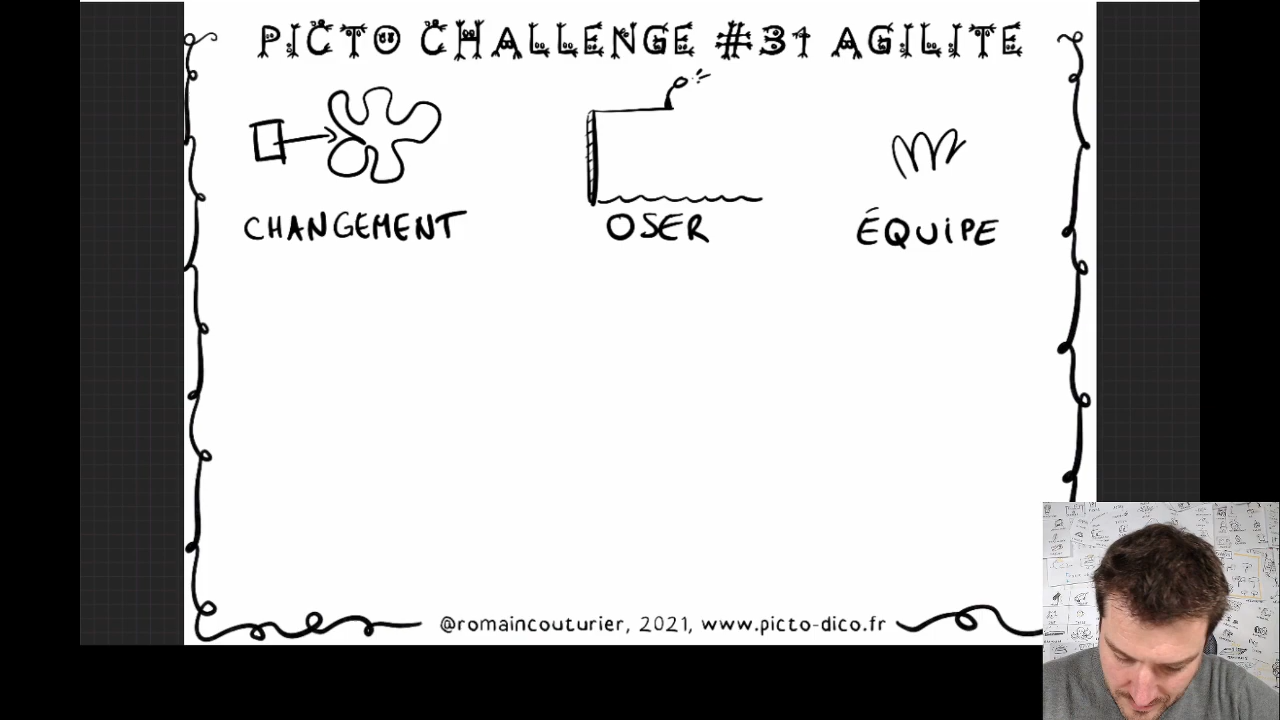 PICTO CHALLENGE #31 AGILITE
CHANGEMENT
OSER
ÉQUIPE
@romaincouturier, 2021, www.picto-dico.fr